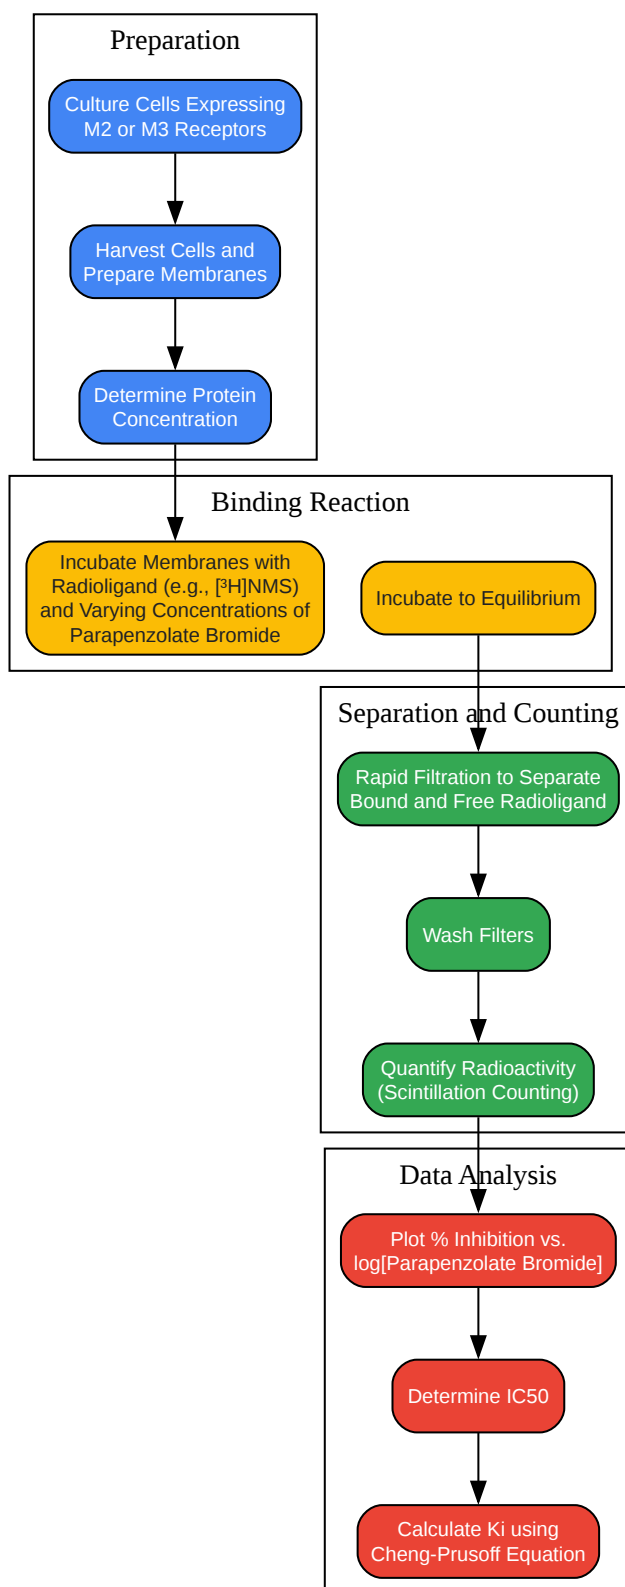 Preparation
Culture Cells Expressing
M2 or M3 Receptors
Harvest Cells and
Prepare Membranes
Determine Protein
Concentration
Binding Reaction
Incubate Membranes with
Radioligand (e.g., [³H]NMS)
and Varying Concentrations of
Parapenzolate Bromide
Incubate to Equilibrium
Separation and Counting
Rapid Filtration to Separate
Bound and Free Radioligand
Wash Filters
Quantify Radioactivity
(Scintillation Counting)
Data Analysis
Plot % Inhibition vs.
log[Parapenzolate Bromide]
Determine IC50
Calculate Ki using
Cheng-Prusoff Equation